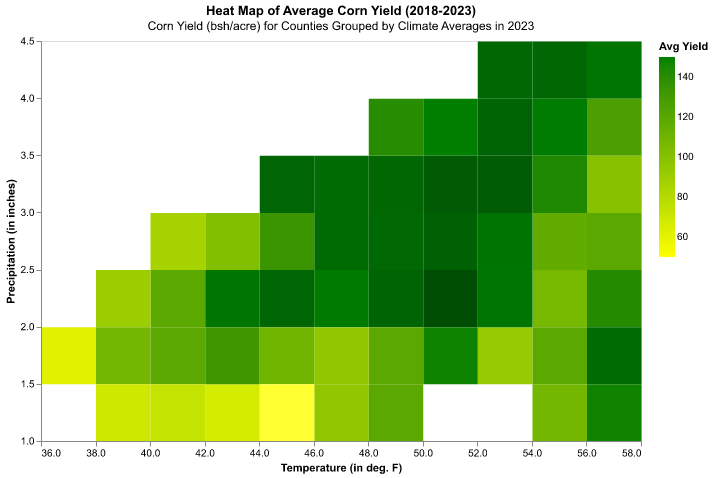 Heat Map of Average Corn Yield (2018-2023)
Corn Yield (bsh/acre) for Counties Grouped by Climate Averages in 2023
Avg Yield
140
120
100
80
60
Precipitation (in inches)
4.5
4.0
3.5
3.0
2.5
2.0
1.5
1.0
36.0 38.0 40.0 42.0 44.0 46.0 48.0 50.0 52.0 54.0 56.0 58.0
Temperature (in deg. F)